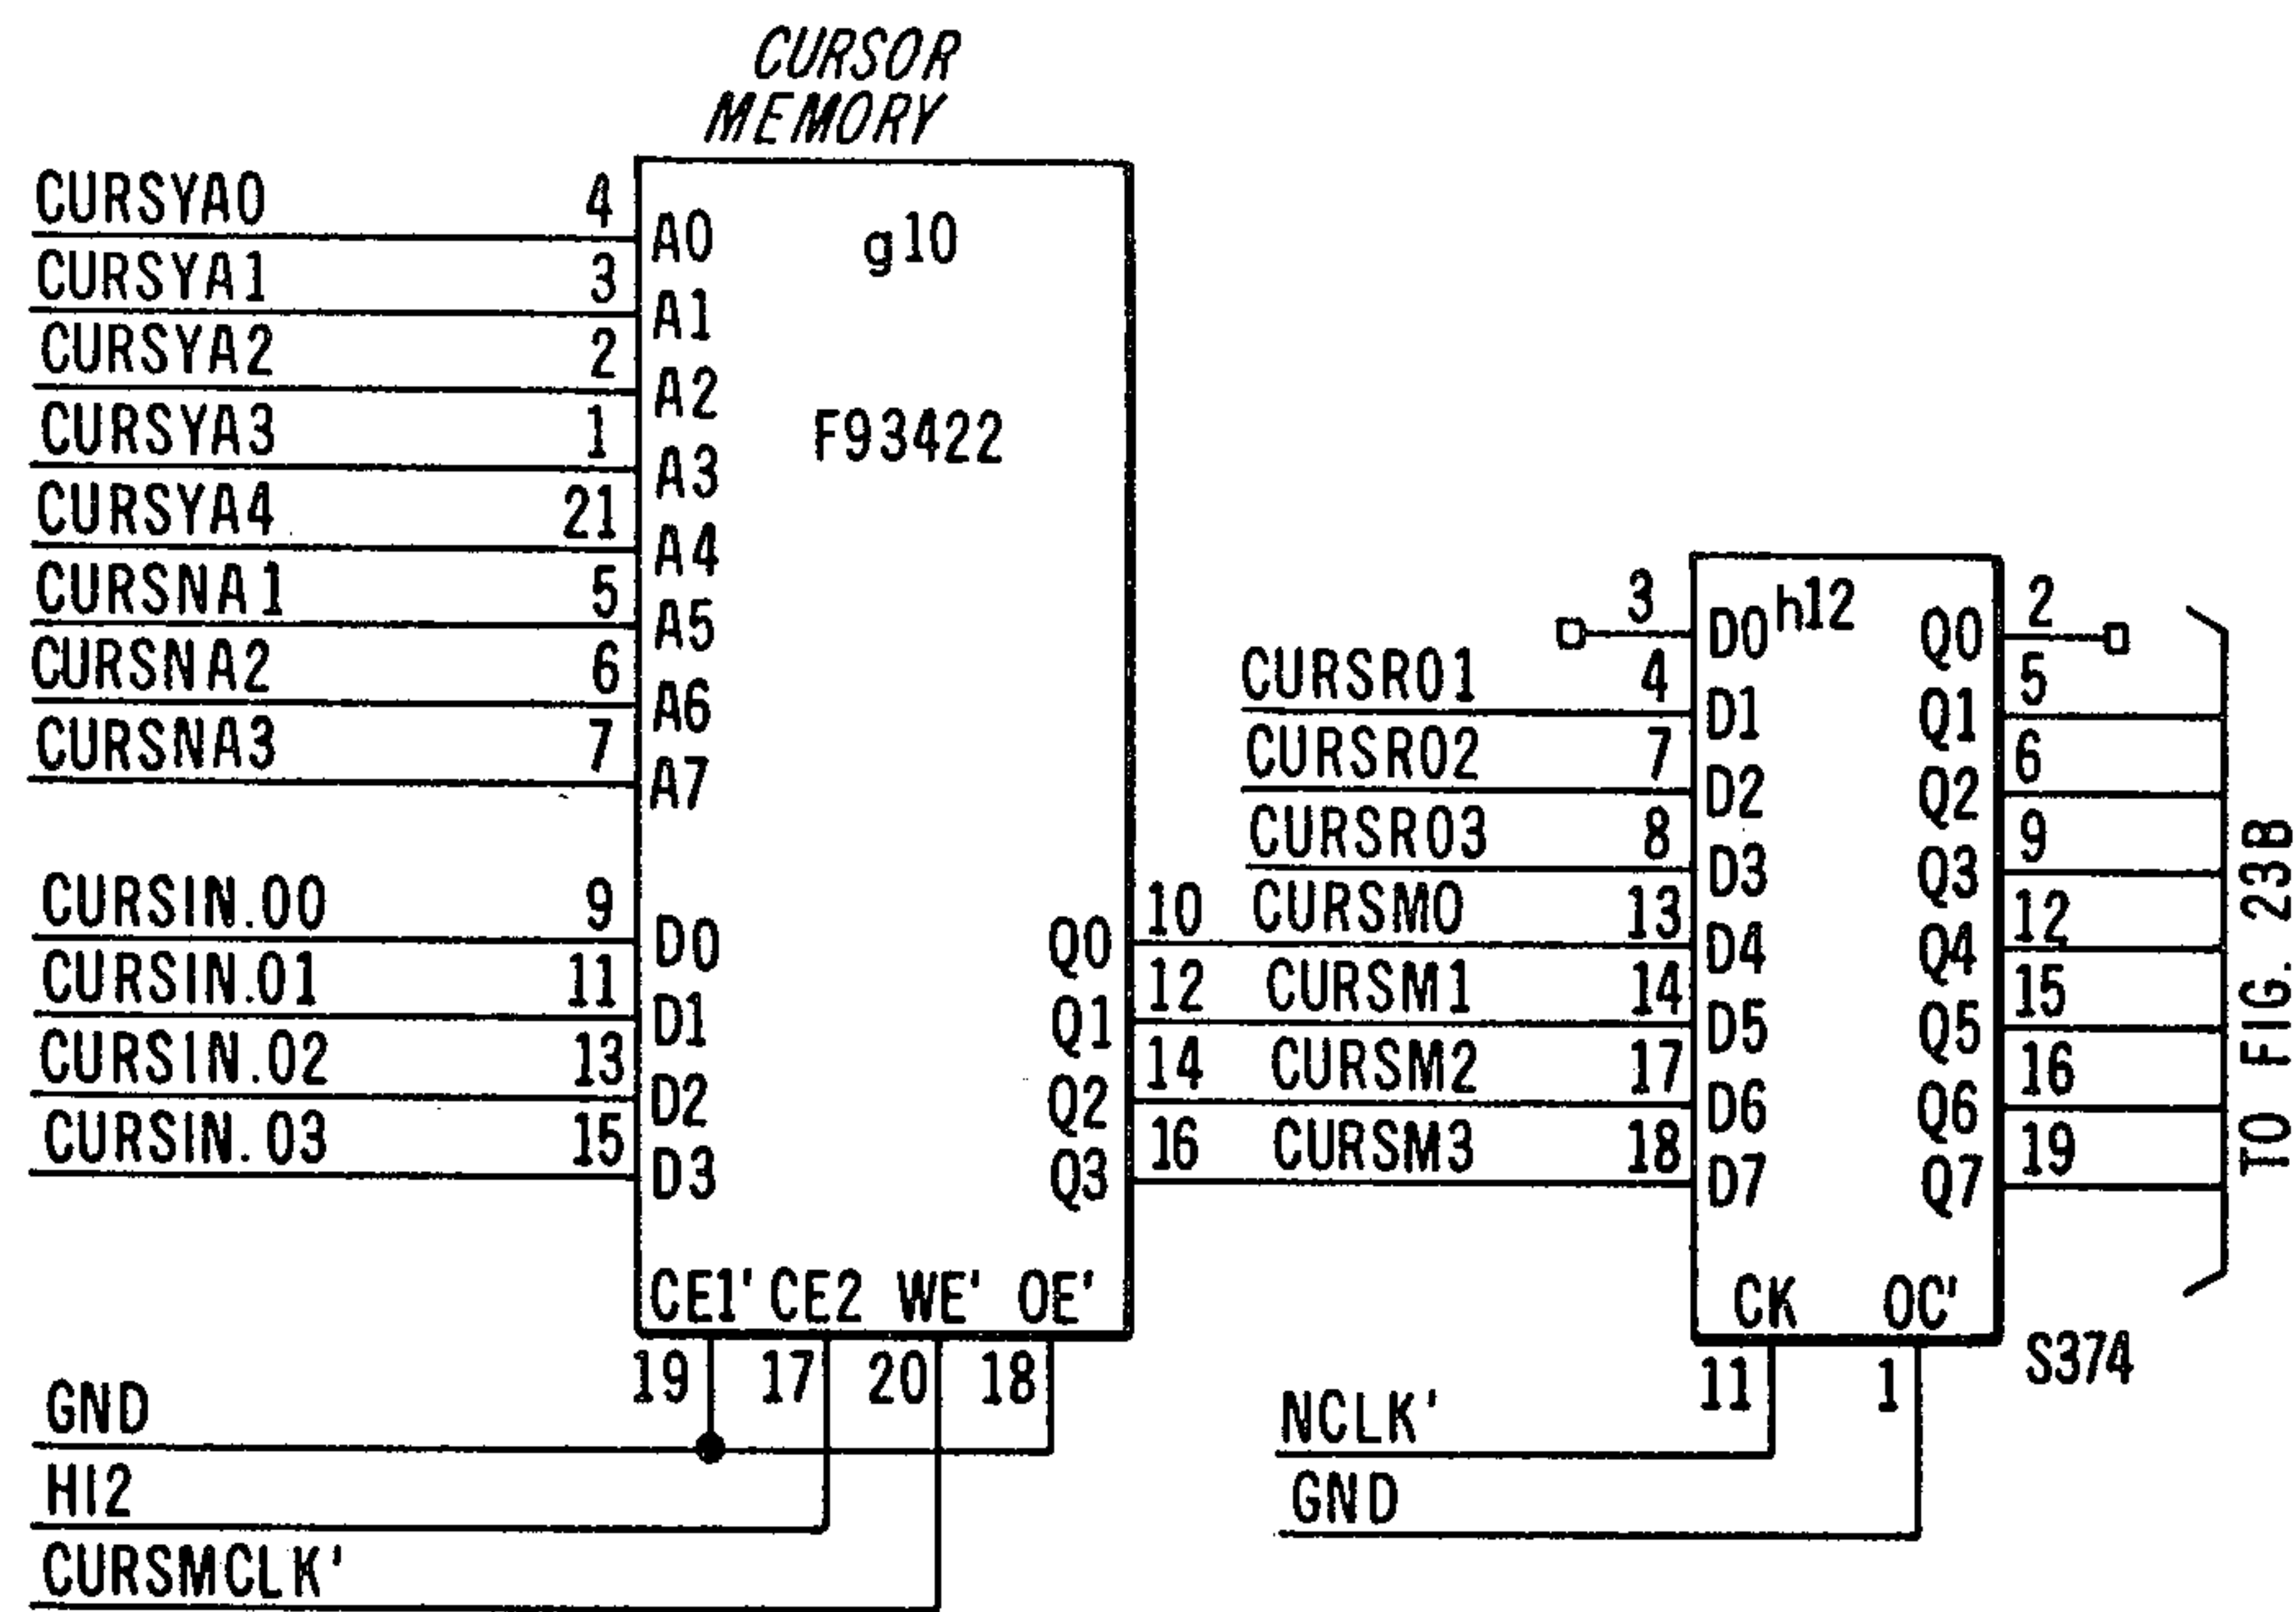 CURSOR
MEMORY
CURSYA0 4 A0 g10
CURSYA1 3 A1
CURSYA2 2 A2
CURSYA3 1 A3 F93422
CURSYA4 21 A4
CURSNA1 5 A5
CURSNA2 6 A6
CURSNA3 7 A7
CURSIN.00 9 D0
CURSIN.01 11 D1
CURSIN.02 13 D2
CURSIN.03 15 D3
Q0 10 CURSM0 13 D4
Q1 12 CURSM1 14 D5
Q2 14 CURSM2 17 D6
Q3 16 CURSM3 18 D7
CE1' CE2 WE' OE'
19 17 20 18
GND
HI2
CURSMCLK'
3 D0 h12 Q0 2
CURSR01 4 D1 Q1 5
CURSR02 7 D2 Q2 6
CURSR03 8 D3 Q3 9
Q4 12
Q5 15
Q6 16
Q7 19
CK OC'
11 1 S374
NCLK'
GND
TO FIG. 23B